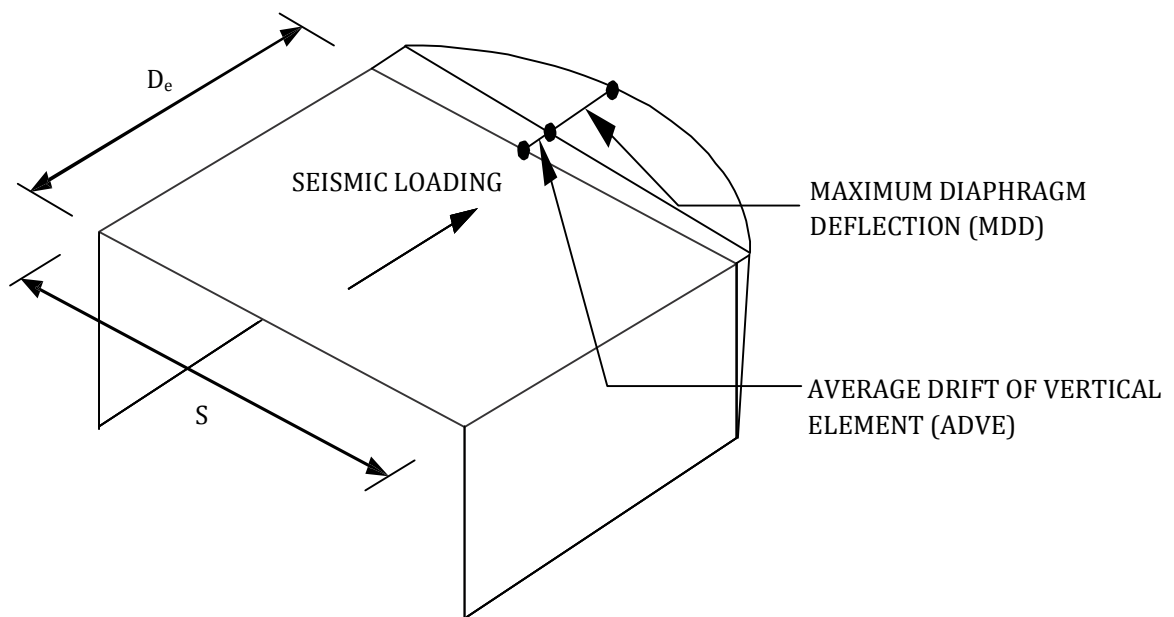 Dₑ
SEISMIC LOADING
MAXIMUM DIAPHRAGM
DEFLECTION (MDD)
S
AVERAGE DRIFT OF VERTICAL
ELEMENT (ADVE)